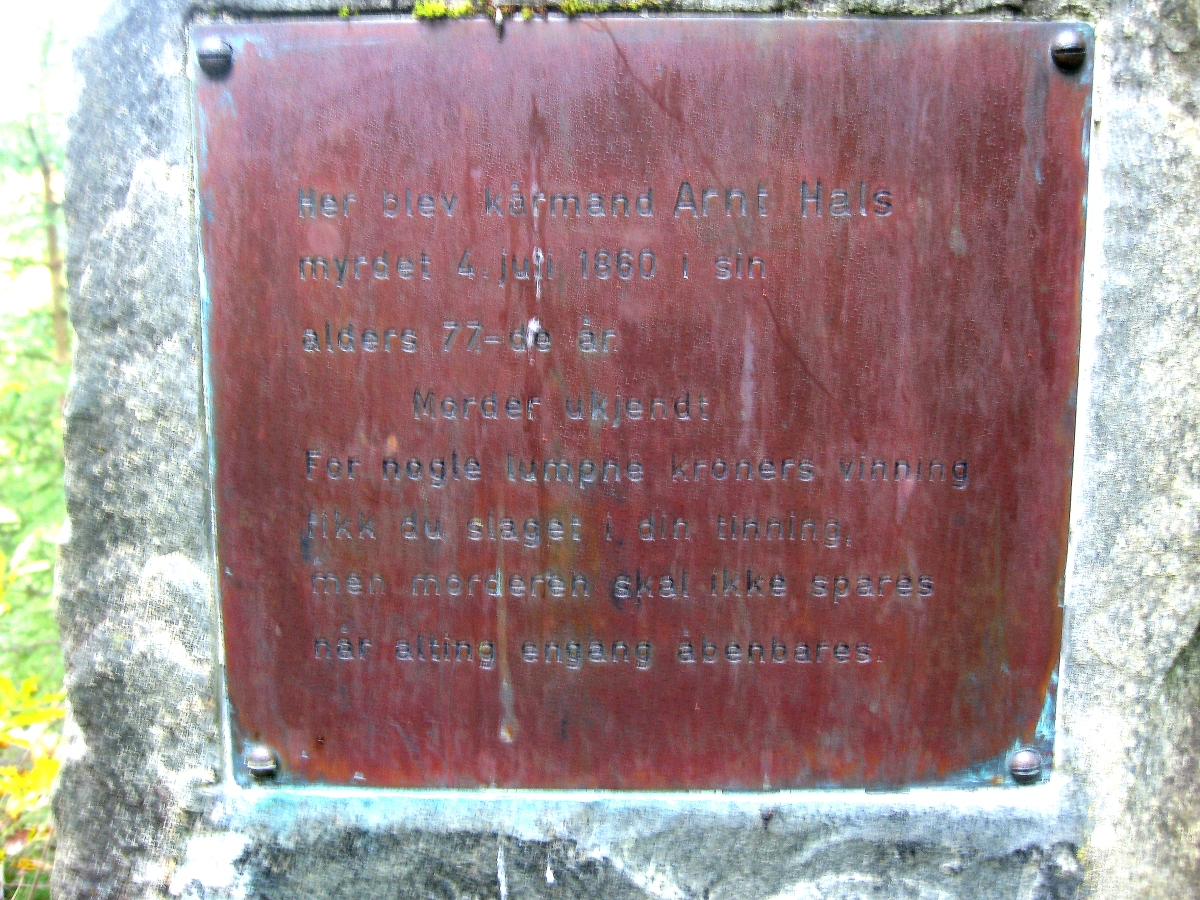 Her blev kårmand Arnt Hals
myrdet 4. juli 1860 i sin
alders 77-de år.
Morder ukjendt
For nogle lumpne kroners vinning
fikk du slaget i din tinning,
men morderen skal ikke spares
når alting engang åbenbares.